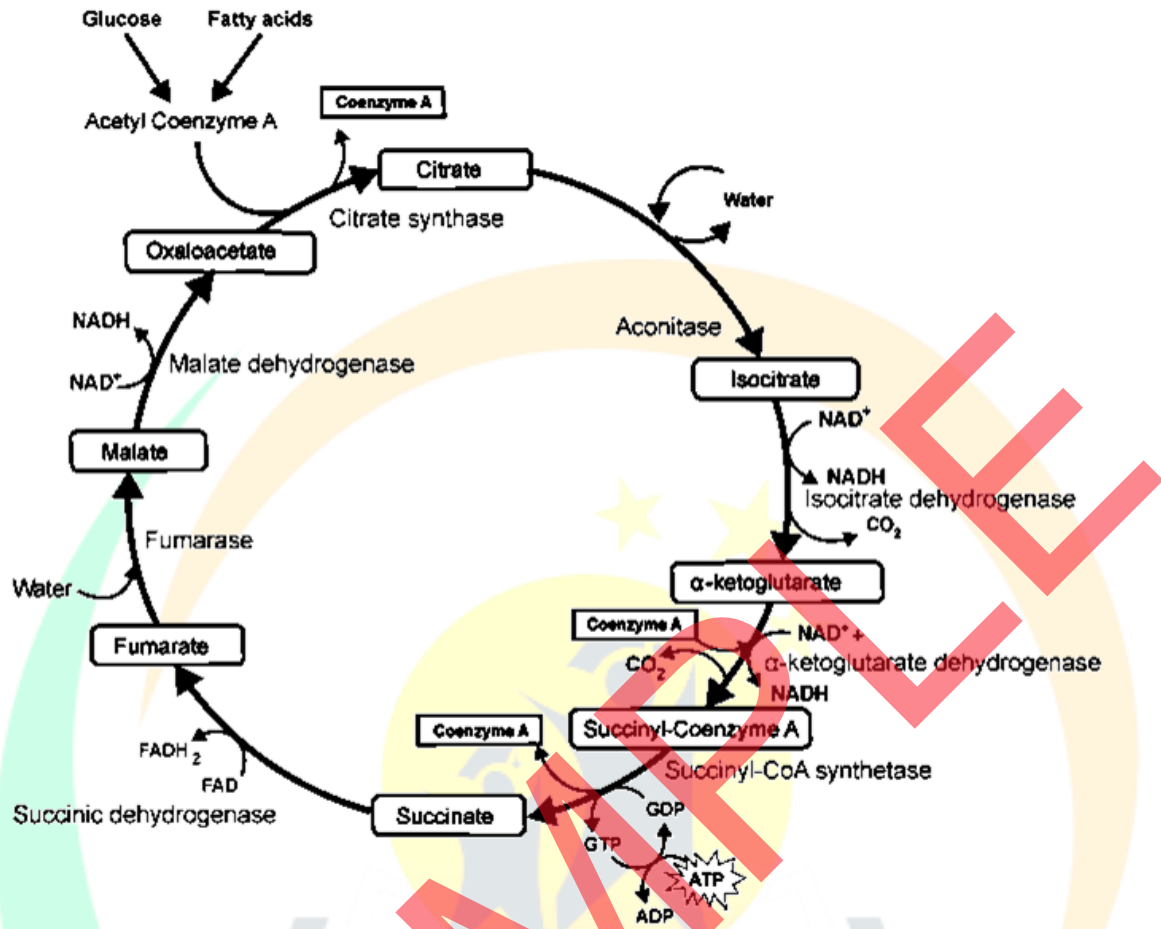 Glucose
Fatty acids
Acetyl Coenzyme A
Coenzyme A
Citrate
Citrate synthase
Water
Oxaloacetate
NADH
Malate dehydrogenase
NAD⁺
Aconitase
Isocitrate
NAD⁺
NADH
Isocitrate dehydrogenase
CO₂
Malate
Fumarase
Water
Fumarate
α-ketoglutarate
Coenzyme A
NAD⁺ +
CO₂
α-ketoglutarate dehydrogenase
NADH
Succinyl-Coenzyme A
Coenzyme A
Succinyl-CoA synthetase
FADH₂
FAD
Succinic dehydrogenase
Succinate
GDP
GTP
ATP
ADP